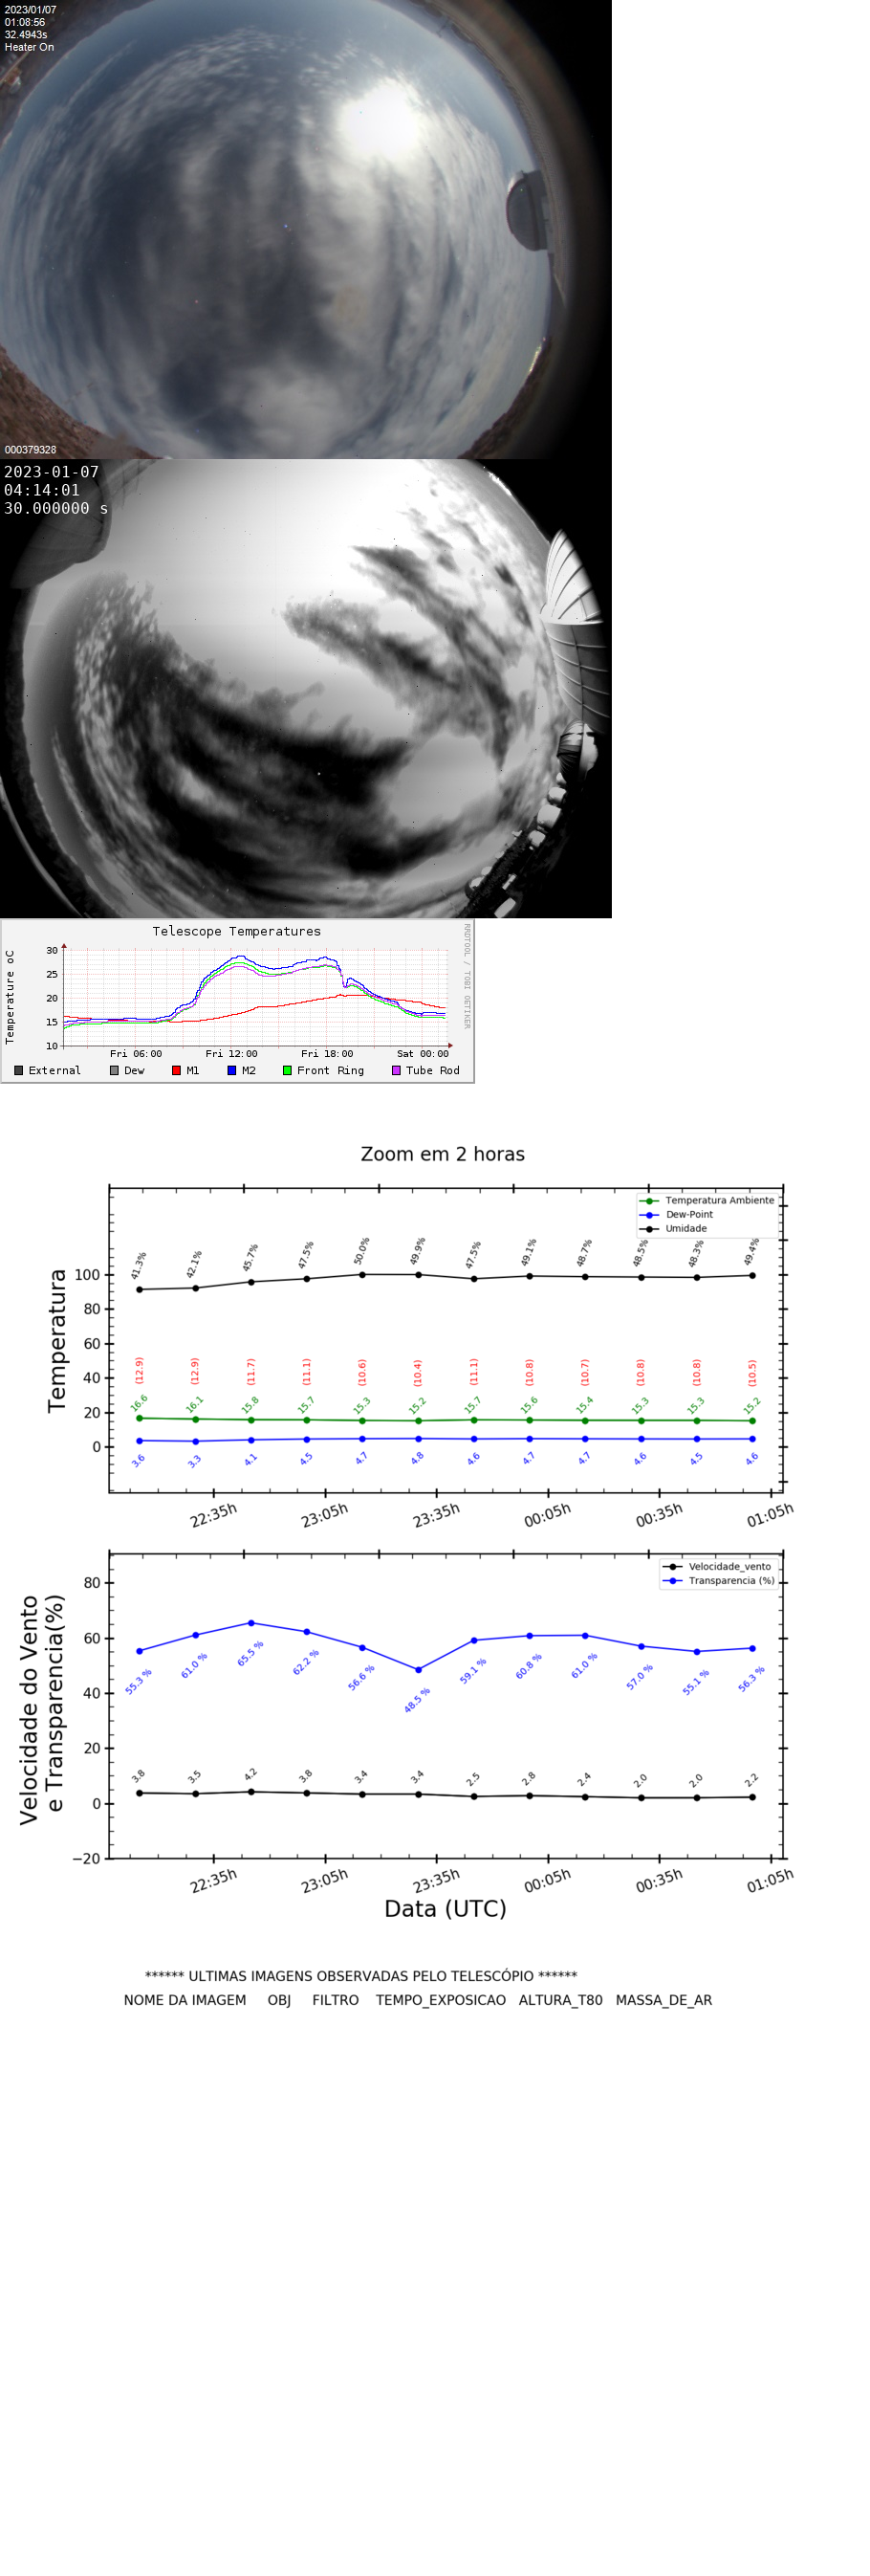 2023/01/07
01:08:56
32.4943s
Heater On
000379328
2023-01-07
04:14:01
30.000000 s
Telescope Temperatures
RRDTOOL / TOBI OETIKER
Temperature oC
30
25
20
15
10
Fri 06:00 Fri 12:00 Fri 18:00 Sat 00:00
External Dew M1 M2 Front Ring Tube Rod
Zoom em 2 horas
Temperatura Ambiente
Dew-Point
Umidade
Temperatura
100
80
60
40
20
0
41.3% 42.1% 45.7% 47.5% 50.0% 49.9% 47.5% 49.1% 48.7% 48.5% 48.3% 49.4%
(12.9) (12.9) (11.7) (11.1) (10.6) (10.4) (11.1) (10.8) (10.7) (10.8) (10.8) (10.5)
16.6 16.1 15.8 15.7 15.3 15.2 15.7 15.6 15.4 15.3 15.3 15.2
3.6 3.3 4.1 4.5 4.7 4.8 4.6 4.7 4.7 4.6 4.5 4.6
22:35h 23:05h 23:35h 00:05h 00:35h 01:05h
Velocidade_vento
Transparencia (%)
Velocidade do Vento
e Transparencia(%)
80
60
40
20
0
−20
55.3 % 61.0 % 65.5 % 62.2 % 56.6 % 48.5 % 59.1 % 60.8 % 61.0 % 57.0 % 55.1 % 56.3 %
3.8 3.5 4.2 3.8 3.4 3.4 2.5 2.8 2.4 2.0 2.0 2.2
22:35h 23:05h 23:35h 00:05h 00:35h 01:05h
Data (UTC)
****** ULTIMAS IMAGENS OBSERVADAS PELO TELESCÓPIO ******
NOME DA IMAGEM OBJ FILTRO TEMPO_EXPOSICAO ALTURA_T80 MASSA_DE_AR